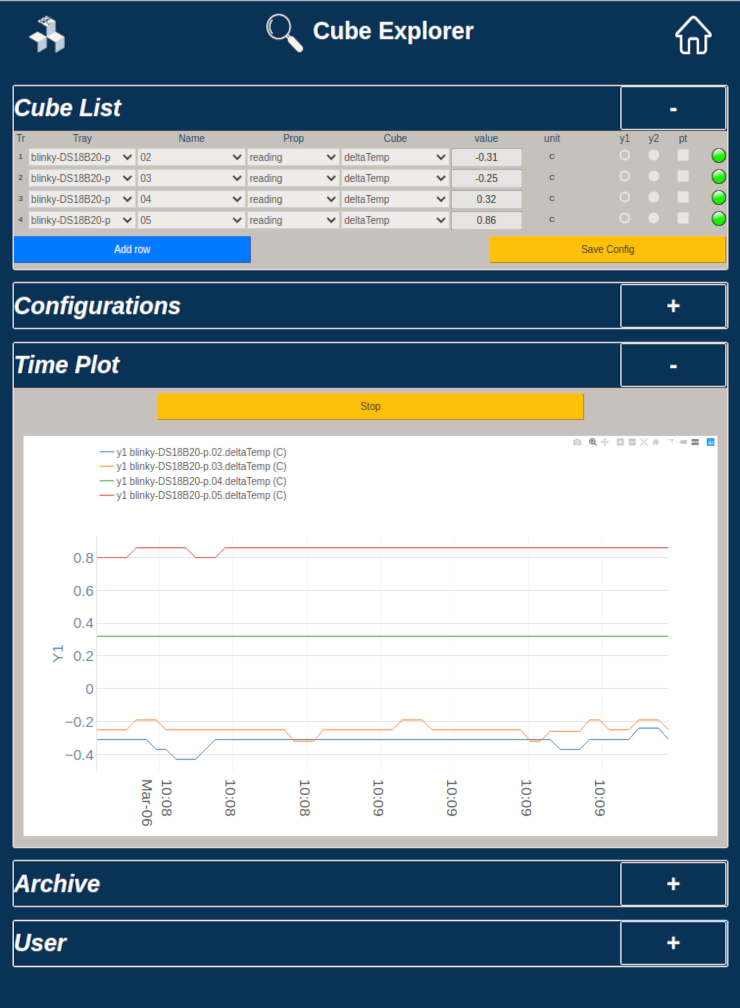 Cube Explorer
Cube List -
Tr Tray Name Prop Cube value unit y1 y2 pt
1 blinky-DS18B20-p 02 reading deltaTemp -0.31 C
2 blinky-DS18B20-p 03 reading deltaTemp -0.25 C
3 blinky-DS18B20-p 04 reading deltaTemp 0.32 C
4 blinky-DS18B20-p 05 reading deltaTemp 0.86 C
Add row Save Config
Configurations +
Time Plot -
Stop
y1 blinky-DS18B20-p.02.deltaTemp (C)
y1 blinky-DS18B20-p.03.deltaTemp (C)
y1 blinky-DS18B20-p.04.deltaTemp (C)
y1 blinky-DS18B20-p.05.deltaTemp (C)
0.8
0.6
0.4
0.2
0
−0.2
−0.4
Y1
10:08 10:08 10:08 10:09 10:09 10:09 10:09
Mar-06
Archive +
User +